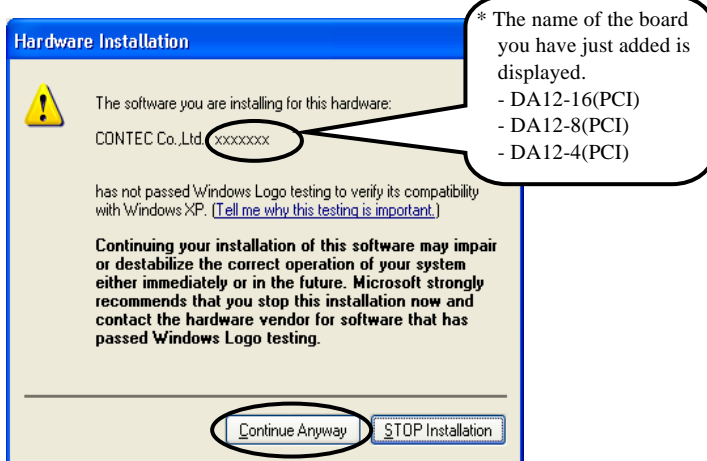 Hardware Installation
The software you are installing for this hardware:
CONTEC Co.,Ltd. xxxxxxx
has not passed Windows Logo testing to verify its compatibility
with Windows XP. (Tell me why this testing is important.)
Continuing your installation of this software may impair
or destabilize the correct operation of your system
either immediately or in the future. Microsoft strongly
recommends that you stop this installation now and
contact the hardware vendor for software that has
passed Windows Logo testing.
Continue Anyway
STOP Installation
* The name of the board
you have just added is
displayed.
- DA12-16(PCI)
- DA12-8(PCI)
- DA12-4(PCI)